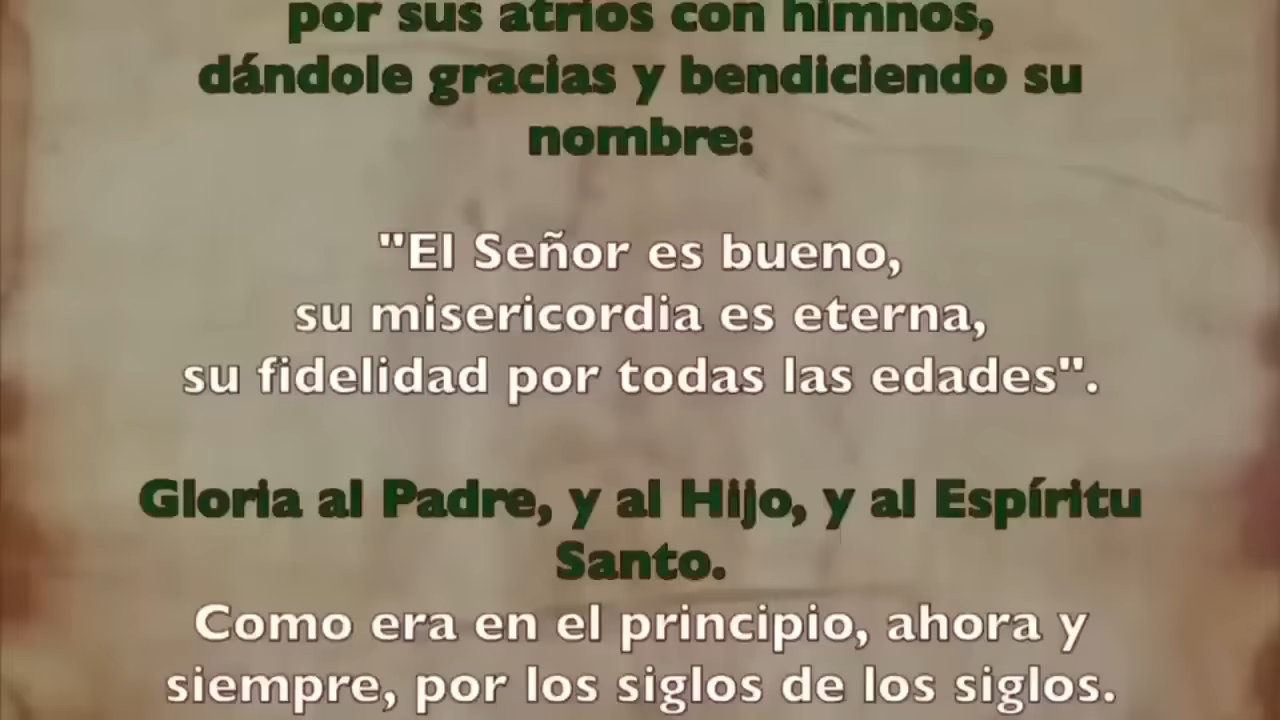 por sus atrios con himnos,
dándole gracias y bendiciendo su
nombre:
"El Señor es bueno,
su misericordia es eterna,
su fidelidad por todas las edades".
Gloria al Padre, y al Hijo, y al Espíritu
Santo.
Como era en el principio, ahora y
siempre, por los siglos de los siglos.